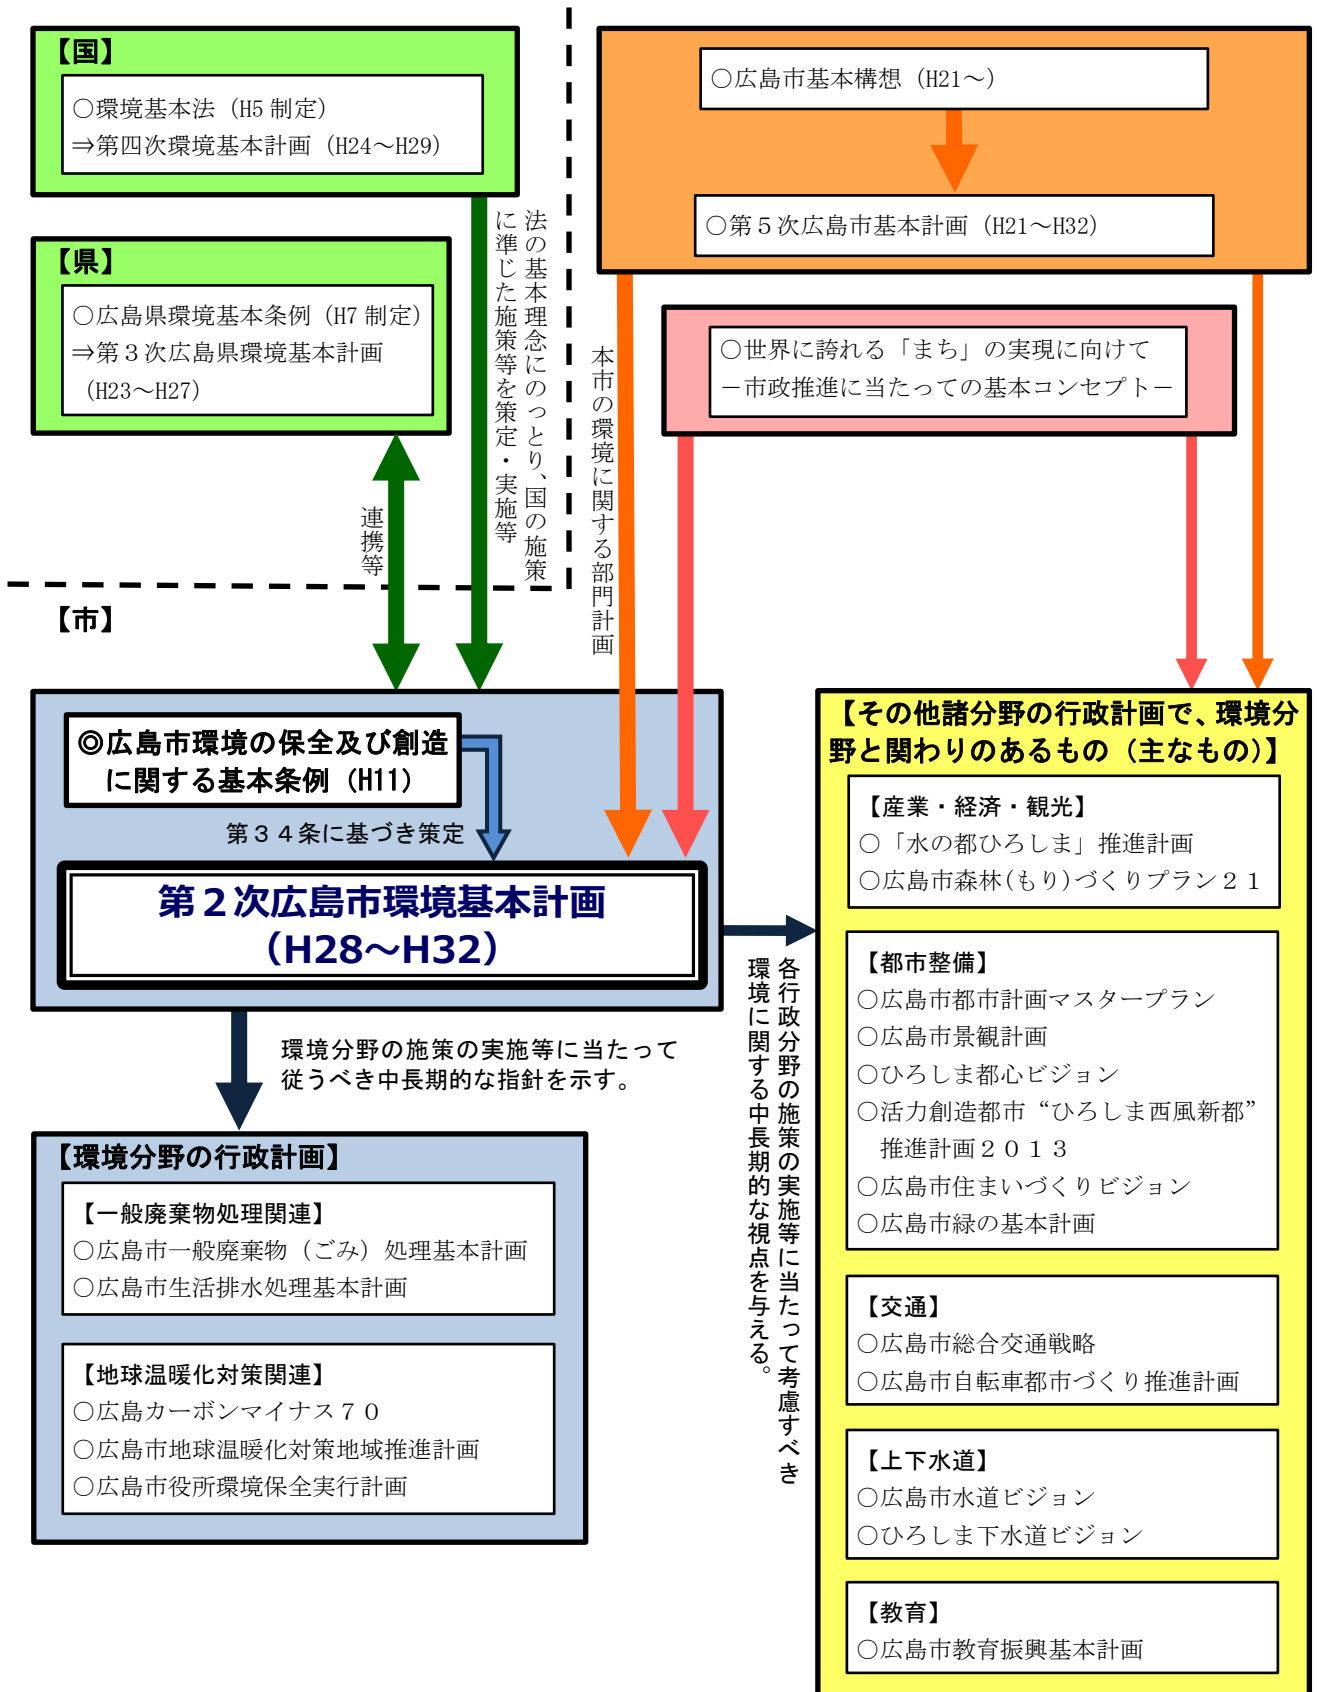 【国】
○環境基本法（H5 制定）
⇒第四次環境基本計画（H24～H29）
【県】
○広島県環境基本条例（H7 制定）
⇒第３次広島県環境基本計画
（H23～H27）
法の基本理念にのっとり、国の施策
に準じた施策等を策定・実施等
連携等
○広島市基本構想（H21～）
○第５次広島市基本計画（H21～H32）
○世界に誇れる「まち」の実現に向けて
－市政推進に当たっての基本コンセプト－
本市の環境に関する部門計画
【市】
◎広島市環境の保全及び創造
に関する基本条例（H11）
第３４条に基づき策定
第２次広島市環境基本計画
（H28～H32）
環境分野の施策の実施等に当たって
従うべき中長期的な指針を示す。
各行政分野の施策の実施等に当たって考慮すべき
環境に関する中長期的な視点を与える。
【環境分野の行政計画】
【一般廃棄物処理関連】
○広島市一般廃棄物（ごみ）処理基本計画
○広島市生活排水処理基本計画
【地球温暖化対策関連】
○広島カーボンマイナス７０
○広島市地球温暖化対策地域推進計画
○広島市役所環境保全実行計画
【その他諸分野の行政計画で、環境分
野と関わりのあるもの（主なもの）】
【産業・経済・観光】
○「水の都ひろしま」推進計画
○広島市森林(もり)づくりプラン２１
【都市整備】
○広島市都市計画マスタープラン
○広島市景観計画
○ひろしま都心ビジョン
○活力創造都市“ひろしま西風新都”
推進計画２０１３
○広島市住まいづくりビジョン
○広島市緑の基本計画
【交通】
○広島市総合交通戦略
○広島市自転車都市づくり推進計画
【上下水道】
○広島市水道ビジョン
○ひろしま下水道ビジョン
【教育】
○広島市教育振興基本計画